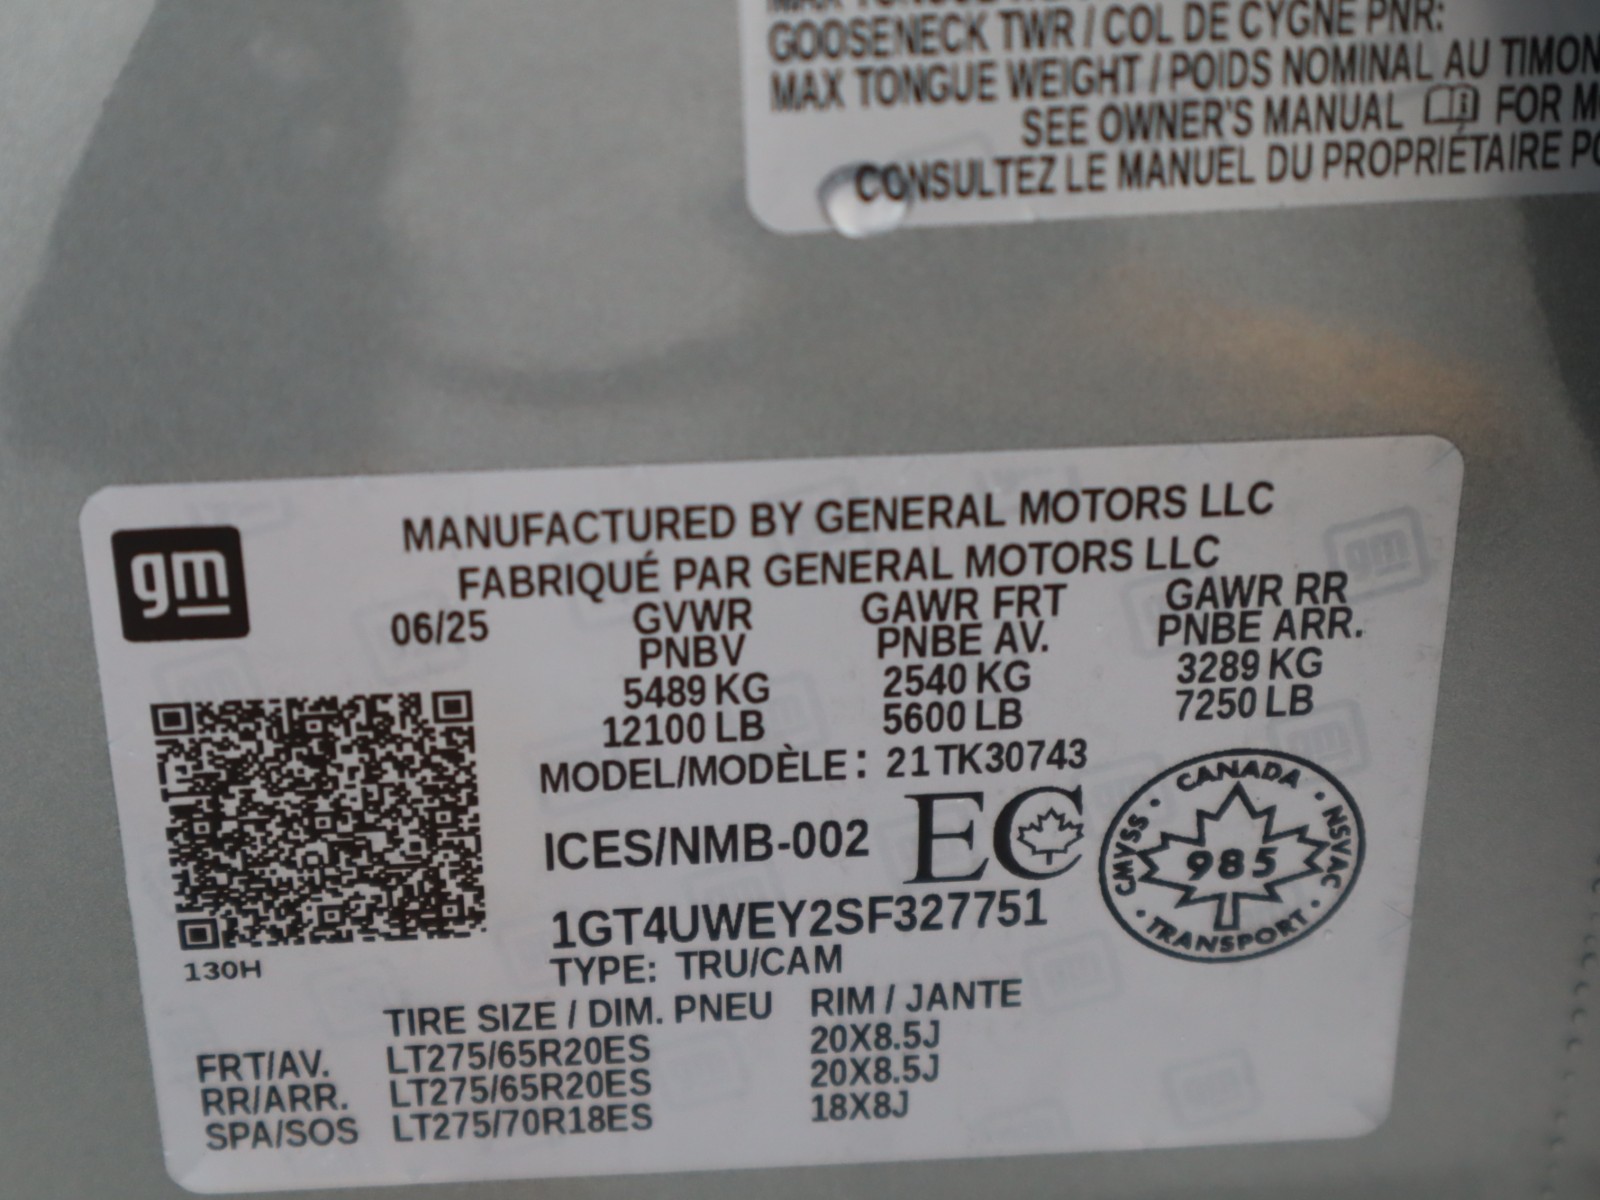 GOOSENECK TWR / COL DE CYGNE PNR:
MAX TONGUE WEIGHT / POIDS NOMINAL AU TIMON
SEE OWNER'S MANUAL FOR
CONSULTEZ LE MANUEL DU PROPRIÉTAIRE
gm
MANUFACTURED BY GENERAL MOTORS LLC
FABRIQUÉ PAR GENERAL MOTORS LLC
06/25 GVWR GAWR FRT GAWR RR
PNBV PNBE AV. PNBE ARR.
5489 KG 2540 KG 3289 KG
12100 LB 5600 LB 7250 LB
MODEL/MODÈLE: 21TK30743
ICES/NMB-002 EC
CANADA
CMVSS 985 NSVAC
TRANSPORT
1GT4UWEY2SF327751
130H TYPE: TRU/CAM
TIRE SIZE / DIM. PNEU RIM / JANTE
FRT/AV. LT275/65R20ES 20X8.5J
RR/ARR. LT275/65R20ES 20X8.5J
SPA/SOS LT275/70R18ES 18X8J